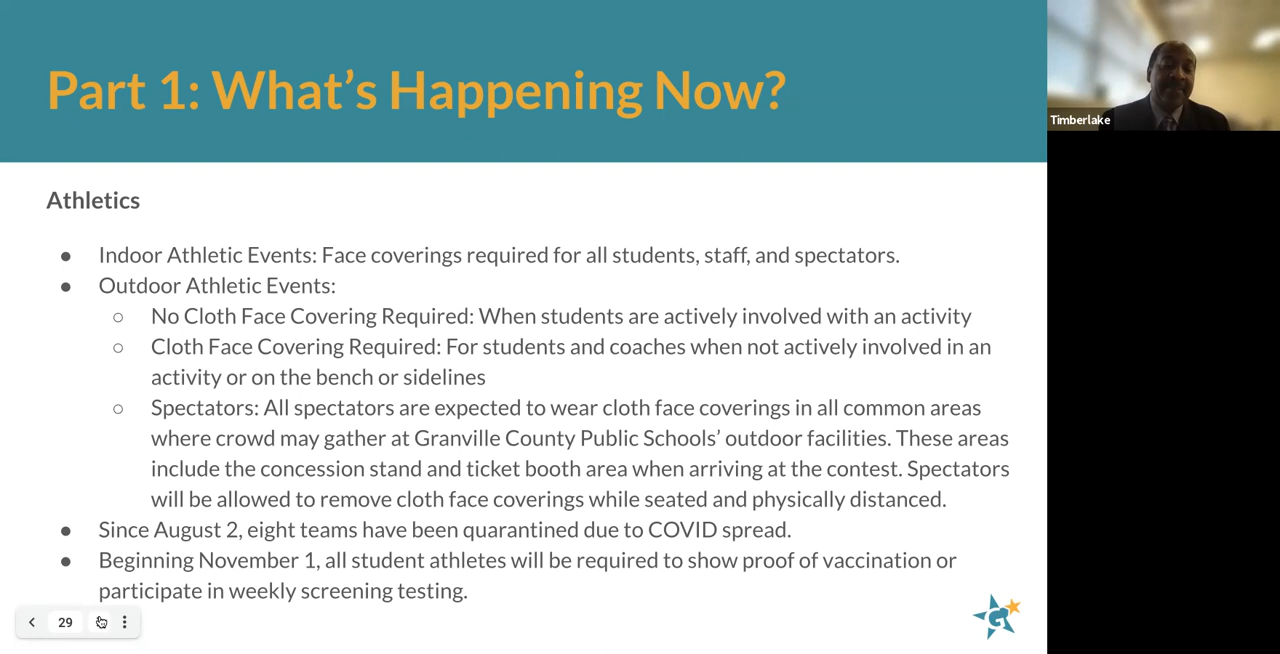 Part 1: What's Happening Now?
Timberlake
Athletics
● Indoor Athletic Events: Face coverings required for all students, staff, and spectators.
● Outdoor Athletic Events:
○ No Cloth Face Covering Required: When students are actively involved with an activity
○ Cloth Face Covering Required: For students and coaches when not actively involved in an
activity or on the bench or sidelines
○ Spectators: All spectators are expected to wear cloth face coverings in all common areas
where crowd may gather at Granville County Public Schools’ outdoor facilities. These areas
include the concession stand and ticket booth area when arriving at the contest. Spectators
will be allowed to remove cloth face coverings while seated and physically distanced.
● Since August 2, eight teams have been quarantined due to COVID spread.
● Beginning November 1, all student athletes will be required to show proof of vaccination or
participate in weekly screening testing.
29
G